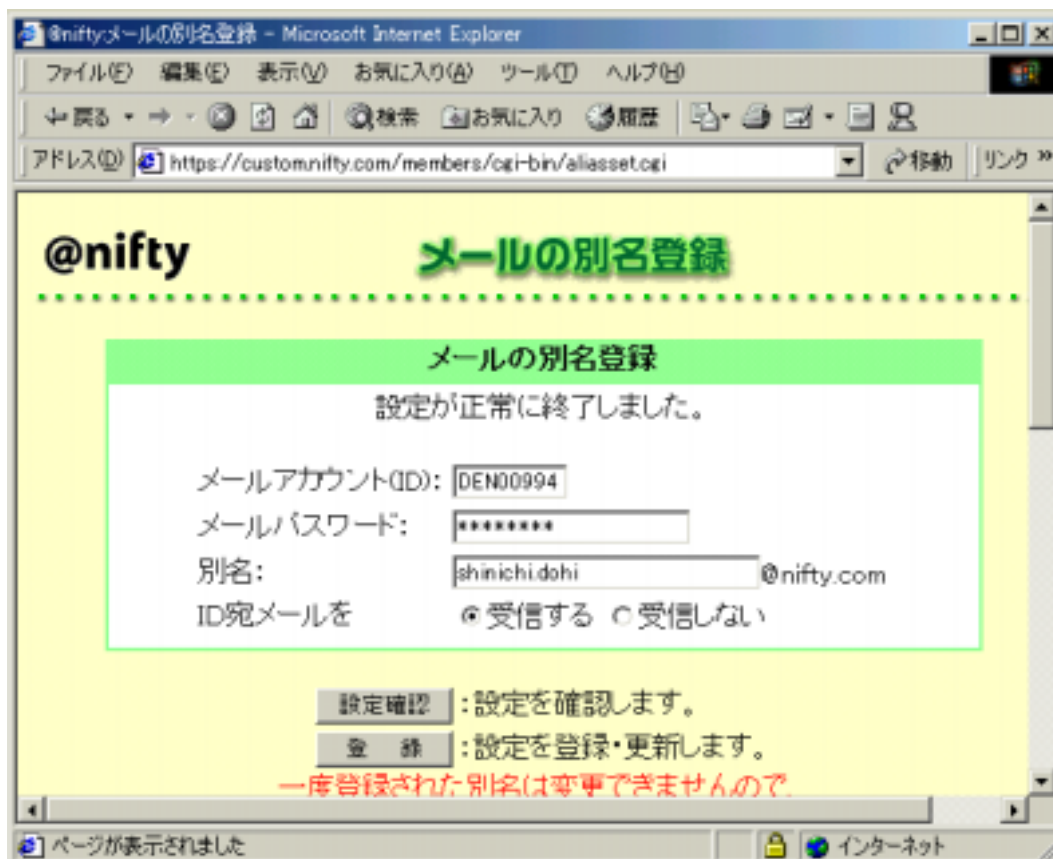 @nifty:メールの別名登録 - Microsoft Internet Explorer
ファイル(F) 編集(E) 表示(V) お気に入り(A) ツール(T) ヘルプ(H)
戻る 検索 お気に入り 履歴
アドレス(D) https://custom.nifty.com/members/cgi-bin/aliasset.cgi 移動 リンク »
@nifty メールの別名登録
メールの別名登録
設定が正常に終了しました。
メールアカウント(ID): DEN00994
メールパスワード: ********
別名: shinichi.dohi @nifty.com
ID宛メールを 受信する 受信しない
設定確認 :設定を確認します。
登 録 :設定を登録・更新します。
一度登録された別名は変更できませんので、
ページが表示されました インターネット